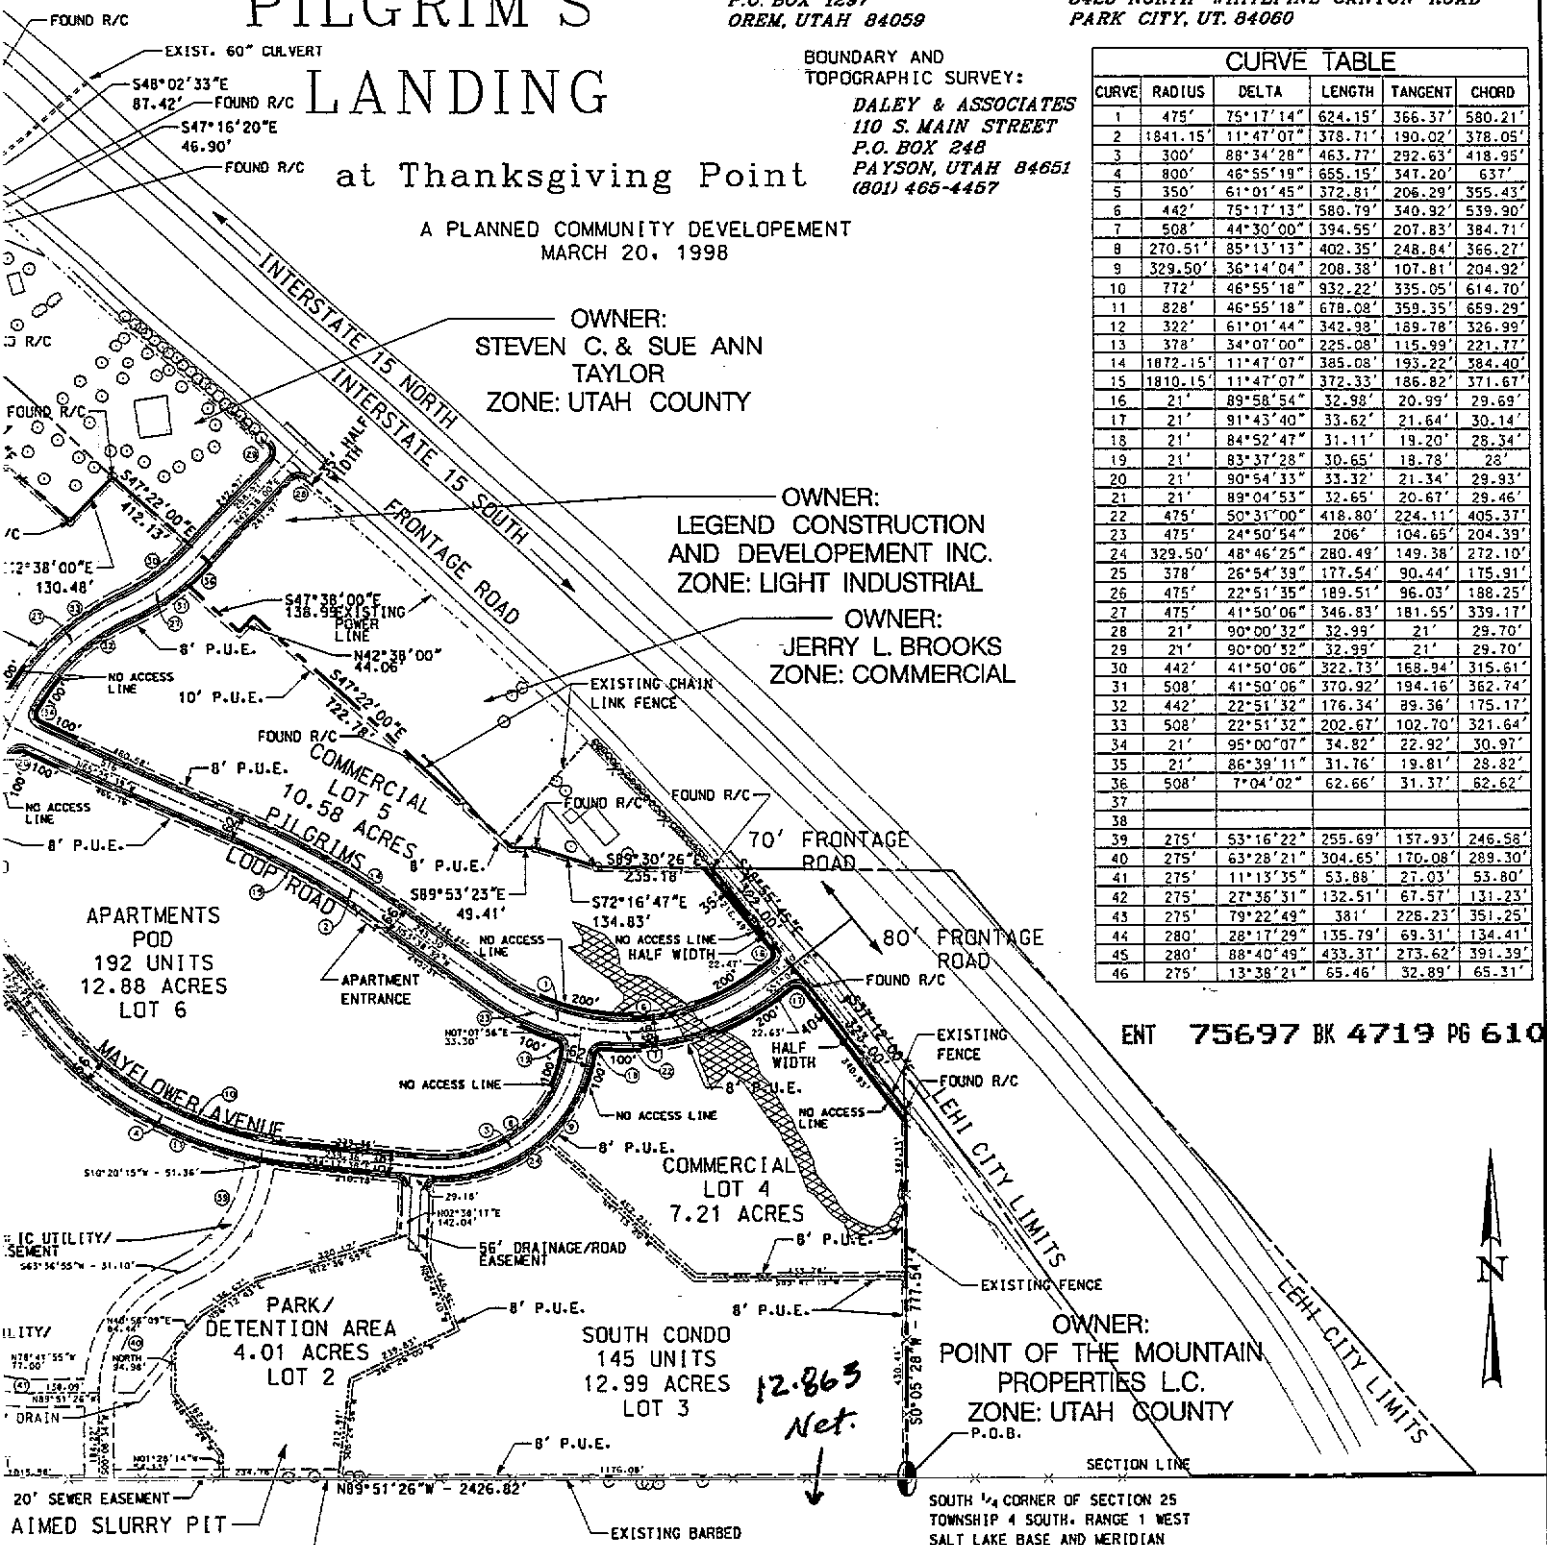 PILGRIM'S
LANDING
at Thanksgiving Point
A PLANNED COMMUNITY DEVELOPEMENT
MARCH 20, 1998
P.O. BOX 1297
OREM, UTAH 84059
PARK CITY, UT. 84060
BOUNDARY AND
TOPOGRAPHIC SURVEY:
DALEY & ASSOCIATES
110 S. MAIN STREET
P.O. BOX 248
PAYSON, UTAH 84651
(801) 465-4457
FOUND R/C
EXIST. 60" CULVERT
S48°02'33"E
87.42'
FOUND R/C
S47°16'20"E
46.90'
FOUND R/C
CURVE TABLE
CURVE RADIUS DELTA LENGTH TANGENT CHORD
1 475' 75°17'14" 624.15' 366.37' 580.21'
2 1841.15' 11°47'07" 378.71' 190.02' 378.05'
3 300' 88°34'28" 463.77' 292.63' 418.95'
4 800' 46°55'19" 655.15' 347.20' 637'
5 350' 61°01'45" 372.81' 206.29' 355.43'
6 442' 75°17'13" 580.79' 340.92' 539.90'
7 508' 44°30'00" 394.55' 207.83' 384.71'
8 270.51' 85°13'13" 402.35' 248.84' 366.27'
9 329.50' 36°14'04" 208.38' 107.81' 204.92'
10 772' 46°55'18" 932.22' 335.05' 614.70'
11 828' 46°55'18" 678.08' 359.35' 659.29'
12 322' 61°01'44" 342.98' 189.78' 326.99'
13 378' 34°07'00" 225.08' 115.99' 221.77'
14 1872.15' 11°47'07" 385.08' 193.22' 384.40'
15 1810.15' 11°47'07" 372.33' 186.82' 371.67'
16 21' 89°58'54" 32.98' 20.99' 29.69'
17 21' 91°43'40" 33.62' 21.64' 30.14'
18 21' 84°52'47" 31.11' 19.20' 28.34'
19 21' 83°37'28" 30.65' 18.78' 28'
20 21' 90°54'33" 33.32' 21.34' 29.93'
21 21' 89°04'53" 32.65' 20.67' 29.46'
22 475' 50°31'00" 418.80' 224.11' 405.37'
23 475' 24°50'54" 206' 104.65' 204.39'
24 329.50' 48°46'25" 280.49' 149.38' 272.10'
25 378' 26°54'39" 177.54' 90.44' 175.91'
26 475' 22°51'35" 189.51' 96.03' 188.25'
27 475' 41°50'06" 346.83' 181.55' 339.17'
28 21' 90°00'32" 32.99' 21' 29.70'
29 21' 90°00'32" 32.99' 21' 29.70'
30 442' 41°50'06" 322.73' 168.94' 315.61'
31 508' 41°50'06" 370.92' 194.16' 362.74'
32 442' 22°51'32" 176.34' 89.36' 175.17'
33 508' 22°51'32" 202.67' 102.70' 321.64'
34 21' 95°00'07" 34.82' 22.92' 30.97'
35 21' 86°39'11" 31.76' 19.81' 28.82'
36 508' 7°04'02" 62.66' 31.37' 62.62'
37
38
39 275' 53°16'22" 255.69' 137.93' 246.58'
40 275' 63°28'21" 304.65' 170.08' 289.30'
41 275' 11°13'35" 53.88' 27.03' 53.80'
42 275' 27°36'31" 132.51' 67.57' 131.23'
43 275' 79°22'49" 381' 228.23' 351.25'
44 280' 28°17'29" 135.79' 69.31' 134.41'
45 280' 88°40'49" 433.37' 273.62' 391.39'
46 275' 13°38'21" 65.46' 32.89' 65.31'
ENT 75697 BK 4719 PG 610
INTERSTATE 15 NORTH
INTERSTATE 15 SOUTH
FRONTAGE ROAD
OWNER:
STEVEN C. & SUE ANN
TAYLOR
ZONE: UTAH COUNTY
OWNER:
LEGEND CONSTRUCTION
AND DEVELOPEMENT INC.
ZONE: LIGHT INDUSTRIAL
OWNER:
JERRY L. BROOKS
ZONE: COMMERCIAL
FOUND R/C
S47°22'00"E
412.13'
HALF
WIDTH
130.48'
S47°38'00"E
138.99'
EXISTING
POWER
LINE
N42°38'00"
44.06'
8' P.U.E.
NO ACCESS
LINE
10' P.U.E.
S47°22'00"E
722.78'
EXISTING CHAIN
LINK FENCE
FOUND R/C
8' P.U.E.
COMMERCIAL
LOT 5
10.58 ACRES
PILGRIMS
LOOP ROAD
NO ACCESS
LINE
8' P.U.E.
8' P.U.E.
FOUND R/C
FOUND R/C
S89°30'26"E
235.18'
S89°53'23"E
49.41'
S72°16'47"E
134.83'
70' FRONTAGE
ROAD
80' FRONTAGE
ROAD
NO ACCESS
LINE
NO ACCESS LINE
HALF WIDTH
22.47'
FOUND R/C
APARTMENTS
POD
192 UNITS
12.88 ACRES
LOT 6
APARTMENT
ENTRANCE
N07°07'56"E
33.30'
NO ACCESS LINE
NO ACCESS LINE
22.63'
HALF
WIDTH
8' P.U.E.
NO ACCESS
LINE
EXISTING
FENCE
FOUND R/C
MAYFLOWER AVENUE
S10°20'15"W - 51.36'
8' P.U.E.
COMMERCIAL
LOT 4
7.21 ACRES
8' P.U.E.
29.18'
N02°38'17"E
142.04'
56' DRAINAGE/ROAD
EASEMENT
S63°36'55"W - 31.10'
LEHI CITY LIMITS
LEHI CITY LIMITS
N
EXISTING FENCE
8' P.U.E.
8' P.U.E.
PARK/
DETENTION AREA
4.01 ACRES
LOT 2
SOUTH CONDO
145 UNITS
12.99 ACRES
LOT 3
12.863
Net.
S0°05'28"W - 777.54'
OWNER:
POINT OF THE MOUNTAIN
PROPERTIES L.C.
ZONE: UTAH COUNTY
P.O.B.
8' P.U.E.
SECTION LINE
DRAIN
20' SEWER EASEMENT
N89°51'26"W - 2426.82'
1176.08'
AIMED SLURRY PIT
EXISTING BARBED
SOUTH 1/4 CORNER OF SECTION 25
TOWNSHIP 4 SOUTH, RANGE 1 WEST
SALT LAKE BASE AND MERIDIAN